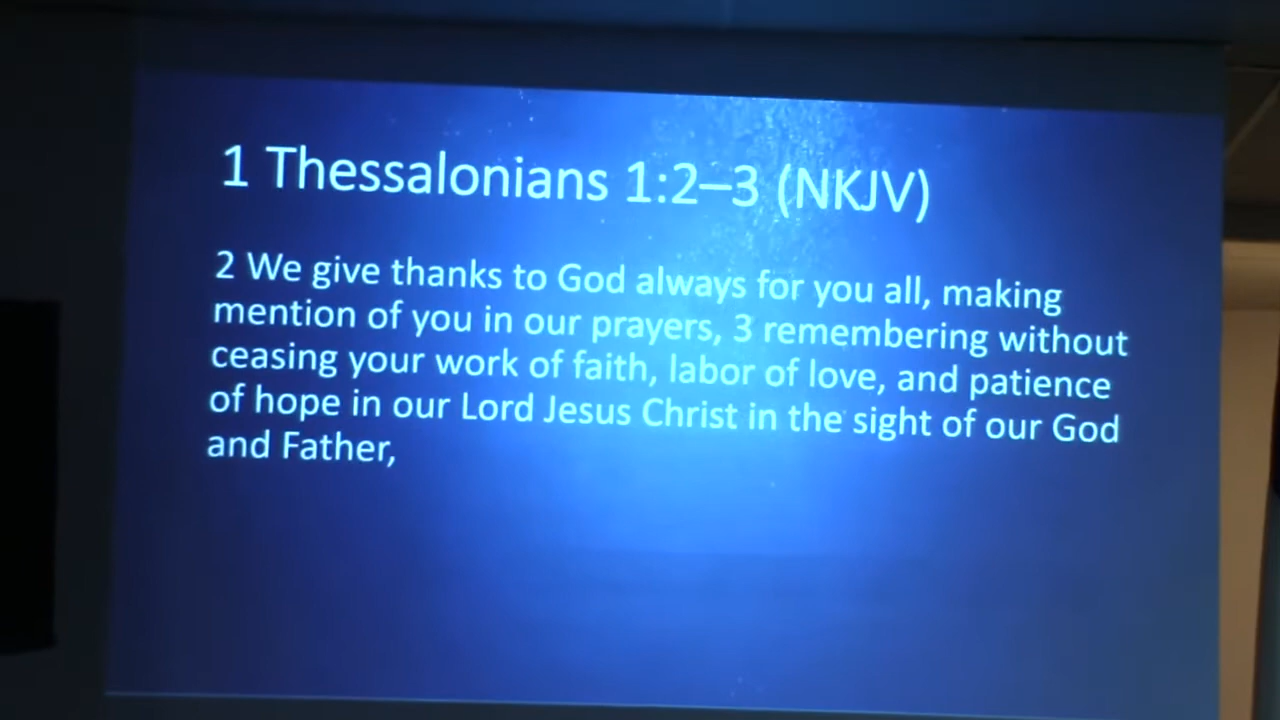 1 Thessalonians 1:2–3 (NKJV)
2 We give thanks to God always for you all, making
mention of you in our prayers, 3 remembering without
ceasing your work of faith, labor of love, and patience
of hope in our Lord Jesus Christ in the sight of our God
and Father,